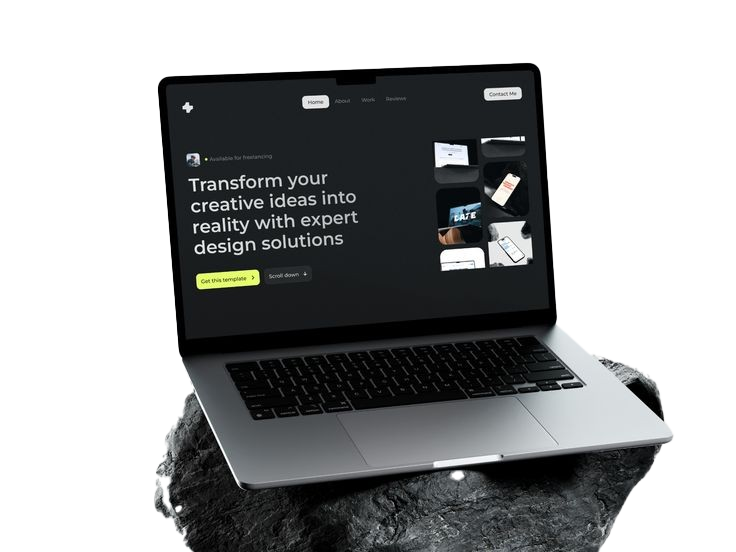 Home About Work Reviews
Contact Me
Available for freelancing
Transform your
creative ideas into
reality with expert
design solutions
Get this template
Scroll down